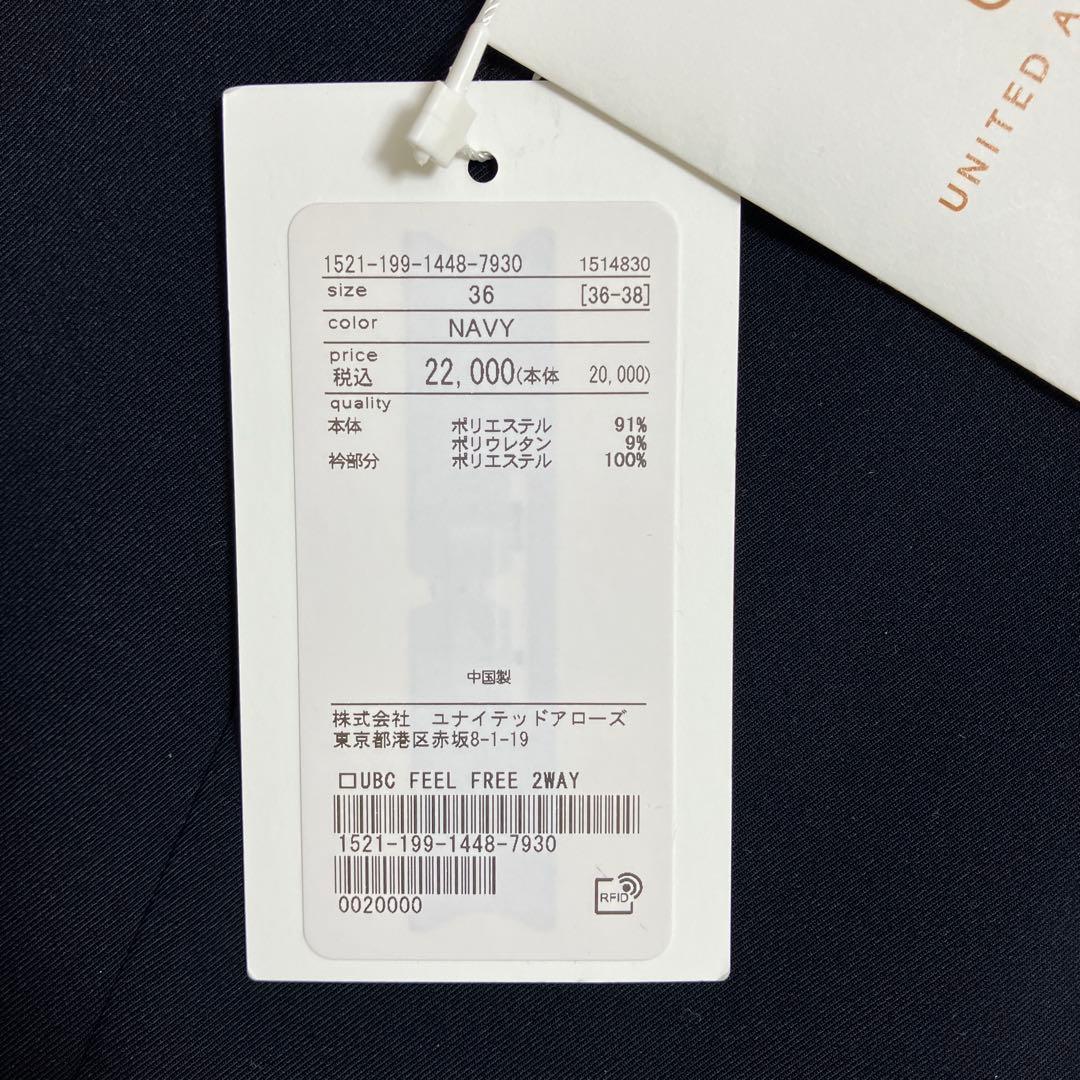 UNITED A
1521-199-1448-7930 1514830
size 36 [36-38]
color NAVY
price
税込 22,000(本体 20,000)
quality
本体 ポリエステル 91%
ポリウレタン 9%
衿部分 ポリエステル 100%
中国製
株式会社 ユナイテッドアローズ
東京都港区赤坂8-1-19
□UBC FEEL FREE 2WAY
1521-199-1448-7930
0020000
RFID